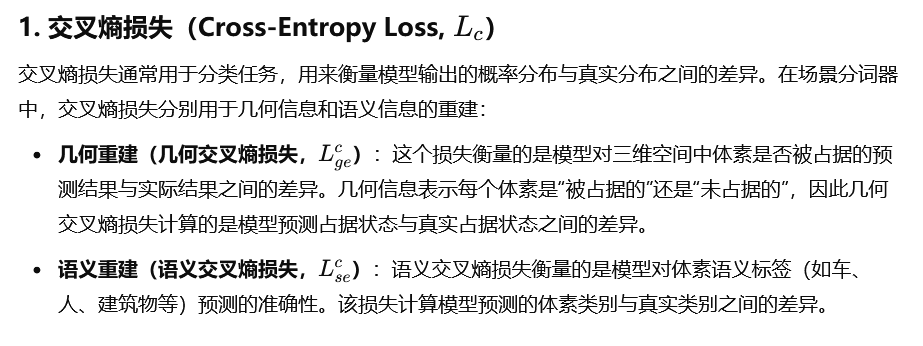 1. 交叉熵损失（Cross-Entropy Loss, L_c）
交叉熵损失通常用于分类任务，用来衡量模型输出的概率分布与真实分布之间的差异。在场景分词器
中，交叉熵损失分别用于几何信息和语义信息的重建：
• 几何重建（几何交叉熵损失，L^c_{ge}）：这个损失衡量的是模型对三维空间中体素是否被占据的预
测结果与实际结果之间的差异。几何信息表示每个体素是“被占据的”还是“未占据的”，因此几何
交叉熵损失计算的是模型预测占据状态与真实占据状态之间的差异。
• 语义重建（语义交叉熵损失，L^c_{se}）：语义交叉熵损失衡量的是模型对体素语义标签（如车、
人、建筑物等）预测的准确性。该损失计算模型预测的体素类别与真实类别之间的差异。